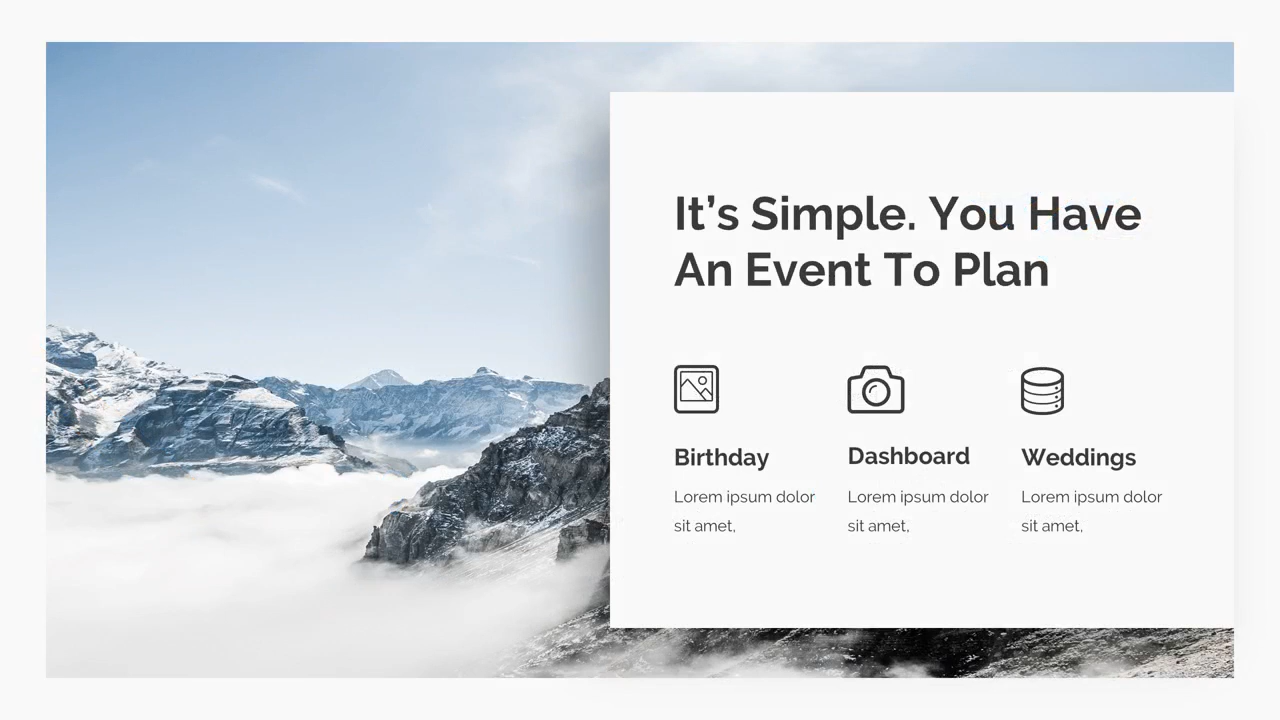 It’s Simple. You Have
An Event To Plan
Birthday
Dashboard
Weddings
Lorem ipsum dolor
sit amet,
Lorem ipsum dolor
sit amet,
Lorem ipsum dolor
sit amet,